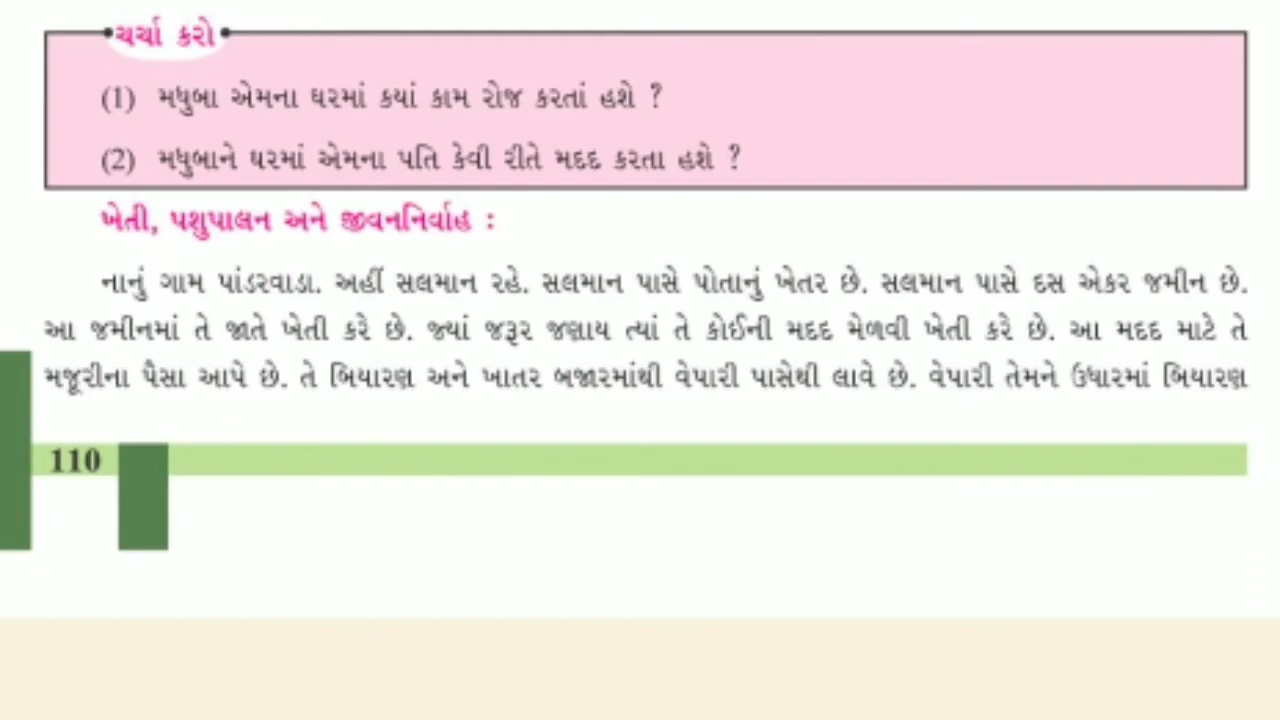 ચર્ચા કરો
(1) મધુબા એમના ઘરમાં કયાં કામ રોજ કરતાં હશે ?
(2) મધુબાને ઘરમાં એમના પતિ કેવી રીતે મદદ કરતા હશે ?
ખેતી, પશુપાલન અને જીવનનિર્વાહ :
નાનું ગામ પાંડરવાડા. અહીં સલમાન રહે. સલમાન પાસે પોતાનું ખેતર છે. સલમાન પાસે દસ એકર જમીન છે.
આ જમીનમાં તે જાતે ખેતી કરે છે. જ્યાં જરૂર જણાય ત્યાં તે કોઈની મદદ મેળવી ખેતી કરે છે. આ મદદ માટે તે
મજૂરીના પૈસા આપે છે. તે બિયારણ અને ખાતર બજારમાંથી વેપારી પાસેથી લાવે છે. વેપારી તેમને ઉધારમાં બિયારણ
110